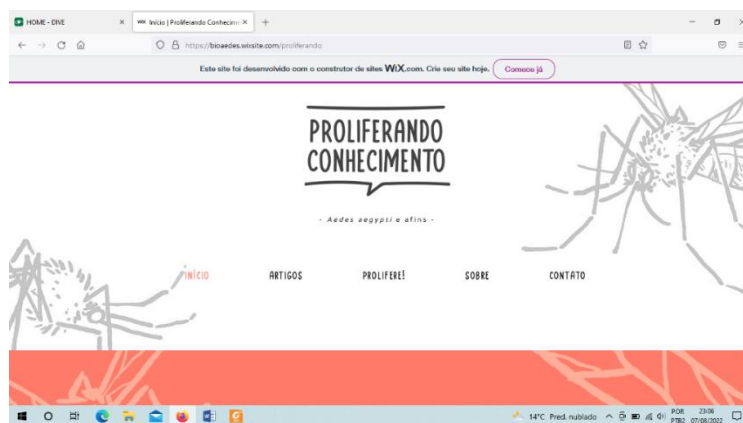 HOME - DIVE
Início | Proliferando Conhecime
https://bioaedes.wixsite.com/proliferando
Este site foi desenvolvido com o construtor de sites WiX.com. Crie seu site hoje.
Comece já
PROLIFERANDO
CONHECIMENTO
- Aedes aegypti e afins -
INÍCIO ARTIGOS PROLIFERE! SOBRE CONTATO
14°C Pred. nublado
POR 23:06
PTB2 07/08/2022